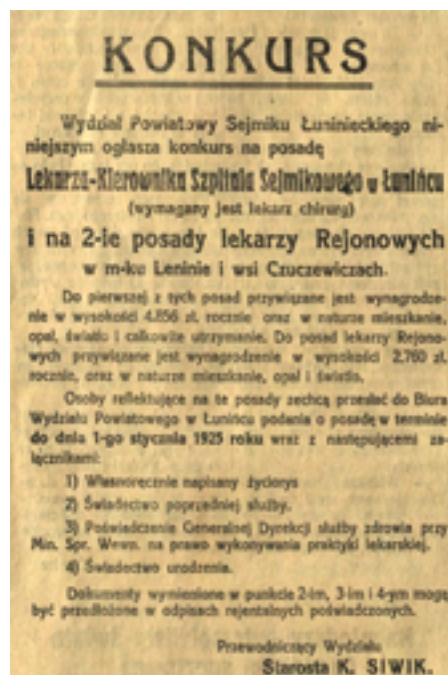 KONKURS
Wydział Powiatowy Sejmiku Łuninieckiego ni-
niejszym ogłasza konkurs na posadę
Lekarza-Kierownika Szpitala Sejmikowego w Łunińcu
(wymagany jest lekarz chirurg)
i na 2-ie posady lekarzy Rejonowych
w m-ku Leninie i wsi Czuczewiczach.
Do pierwszej z tych posad przywiązane jest wynagrodze-
nie w wysokości 4.856 zł. rocznie oraz w naturze mieszkanie,
opał, światło i całkowite utrzymanie. Do posad lekarzy Rejono-
wych przywiązane jest wynagrodzenie w wysokości 2.760 zł.
rocznie, oraz w naturze mieszkanie, opał i światło.
Osoby reflektujące na te posady zechcą przesłać do Biura
Wydziału Powiatowego w Łunińcu podania o posadę w terminie
do dnia 1-go stycznia 1925 roku wraz z następującemi za-
łącznikami:
1) Własnoręcznie napisany życiorys
2) Świadectwo poprzedniej służby.
3) Poświadczenie Generalnej Dyrekcji służby zdrowia przy
Min. Spr. Wewn. na prawo wykonywania praktyki lekarskiej.
4) Świadectwo urodzenia.
Dokumenty wymienione w punkcie 2-im, 3-im i 4-ym mogą
być przedłożone w odpisach rejentalnych poświadczonych.
Przewodniczący Wydziału
Starosta K. SIWIK.